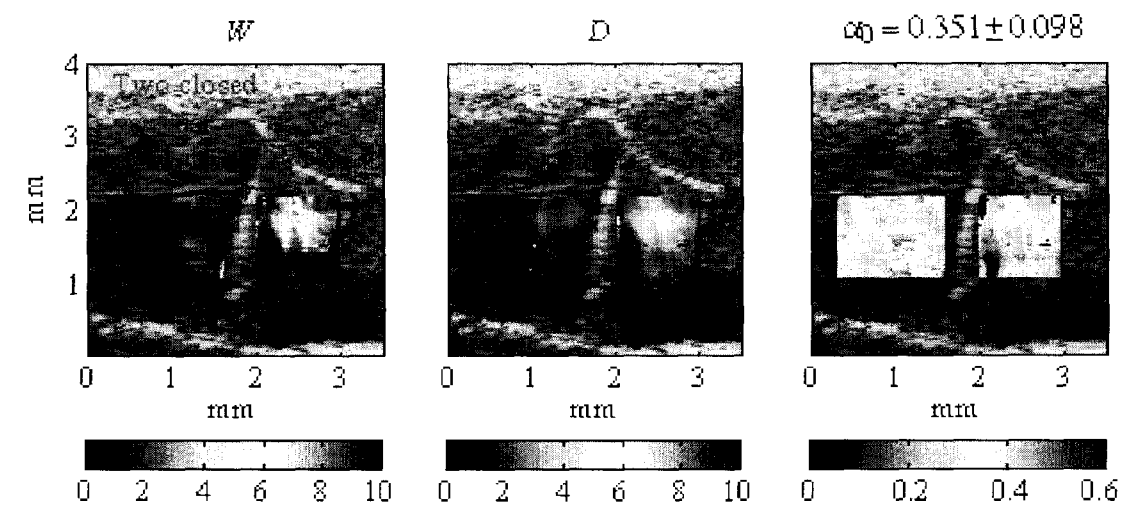 W D α0 = 0.351±0.098
4
Two closed
3
2
1
mm
0 1 2 3 0 1 2 3 0 1 2 3
mm mm mm
0 2 4 6 8 10 0 2 4 6 8 10 0 0.2 0.4 0.6